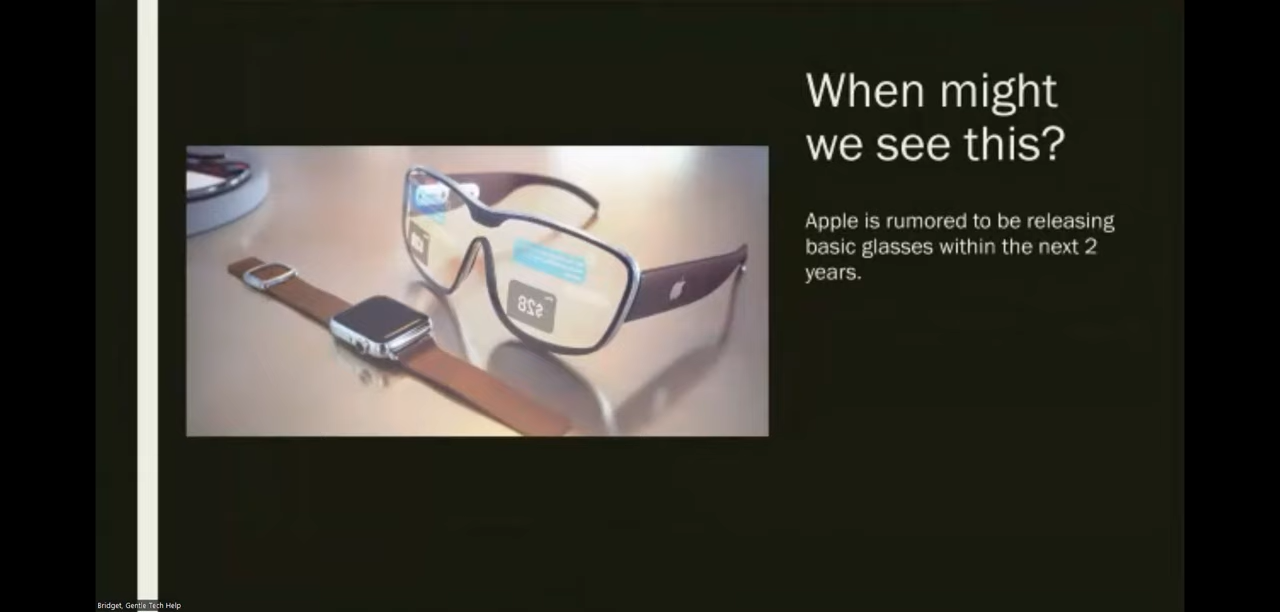 When might
we see this?
Apple is rumored to be releasing
basic glasses within the next 2
years.
$28
Bridget, Gentle Tech Help